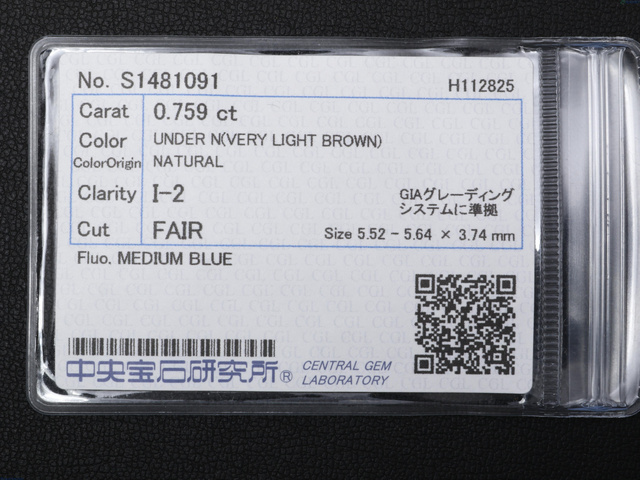 No. S1481091
H112825
Carat 0.759 ct
Color UNDER N(VERY LIGHT BROWN)
ColorOrigin NATURAL
Clarity I-2
GIAグレーディング
システムに準拠
Cut FAIR
Size 5.52 - 5.64 × 3.74 mm
Fluo. MEDIUM BLUE
中央宝石研究所®
CENTRAL GEM
LABORATORY